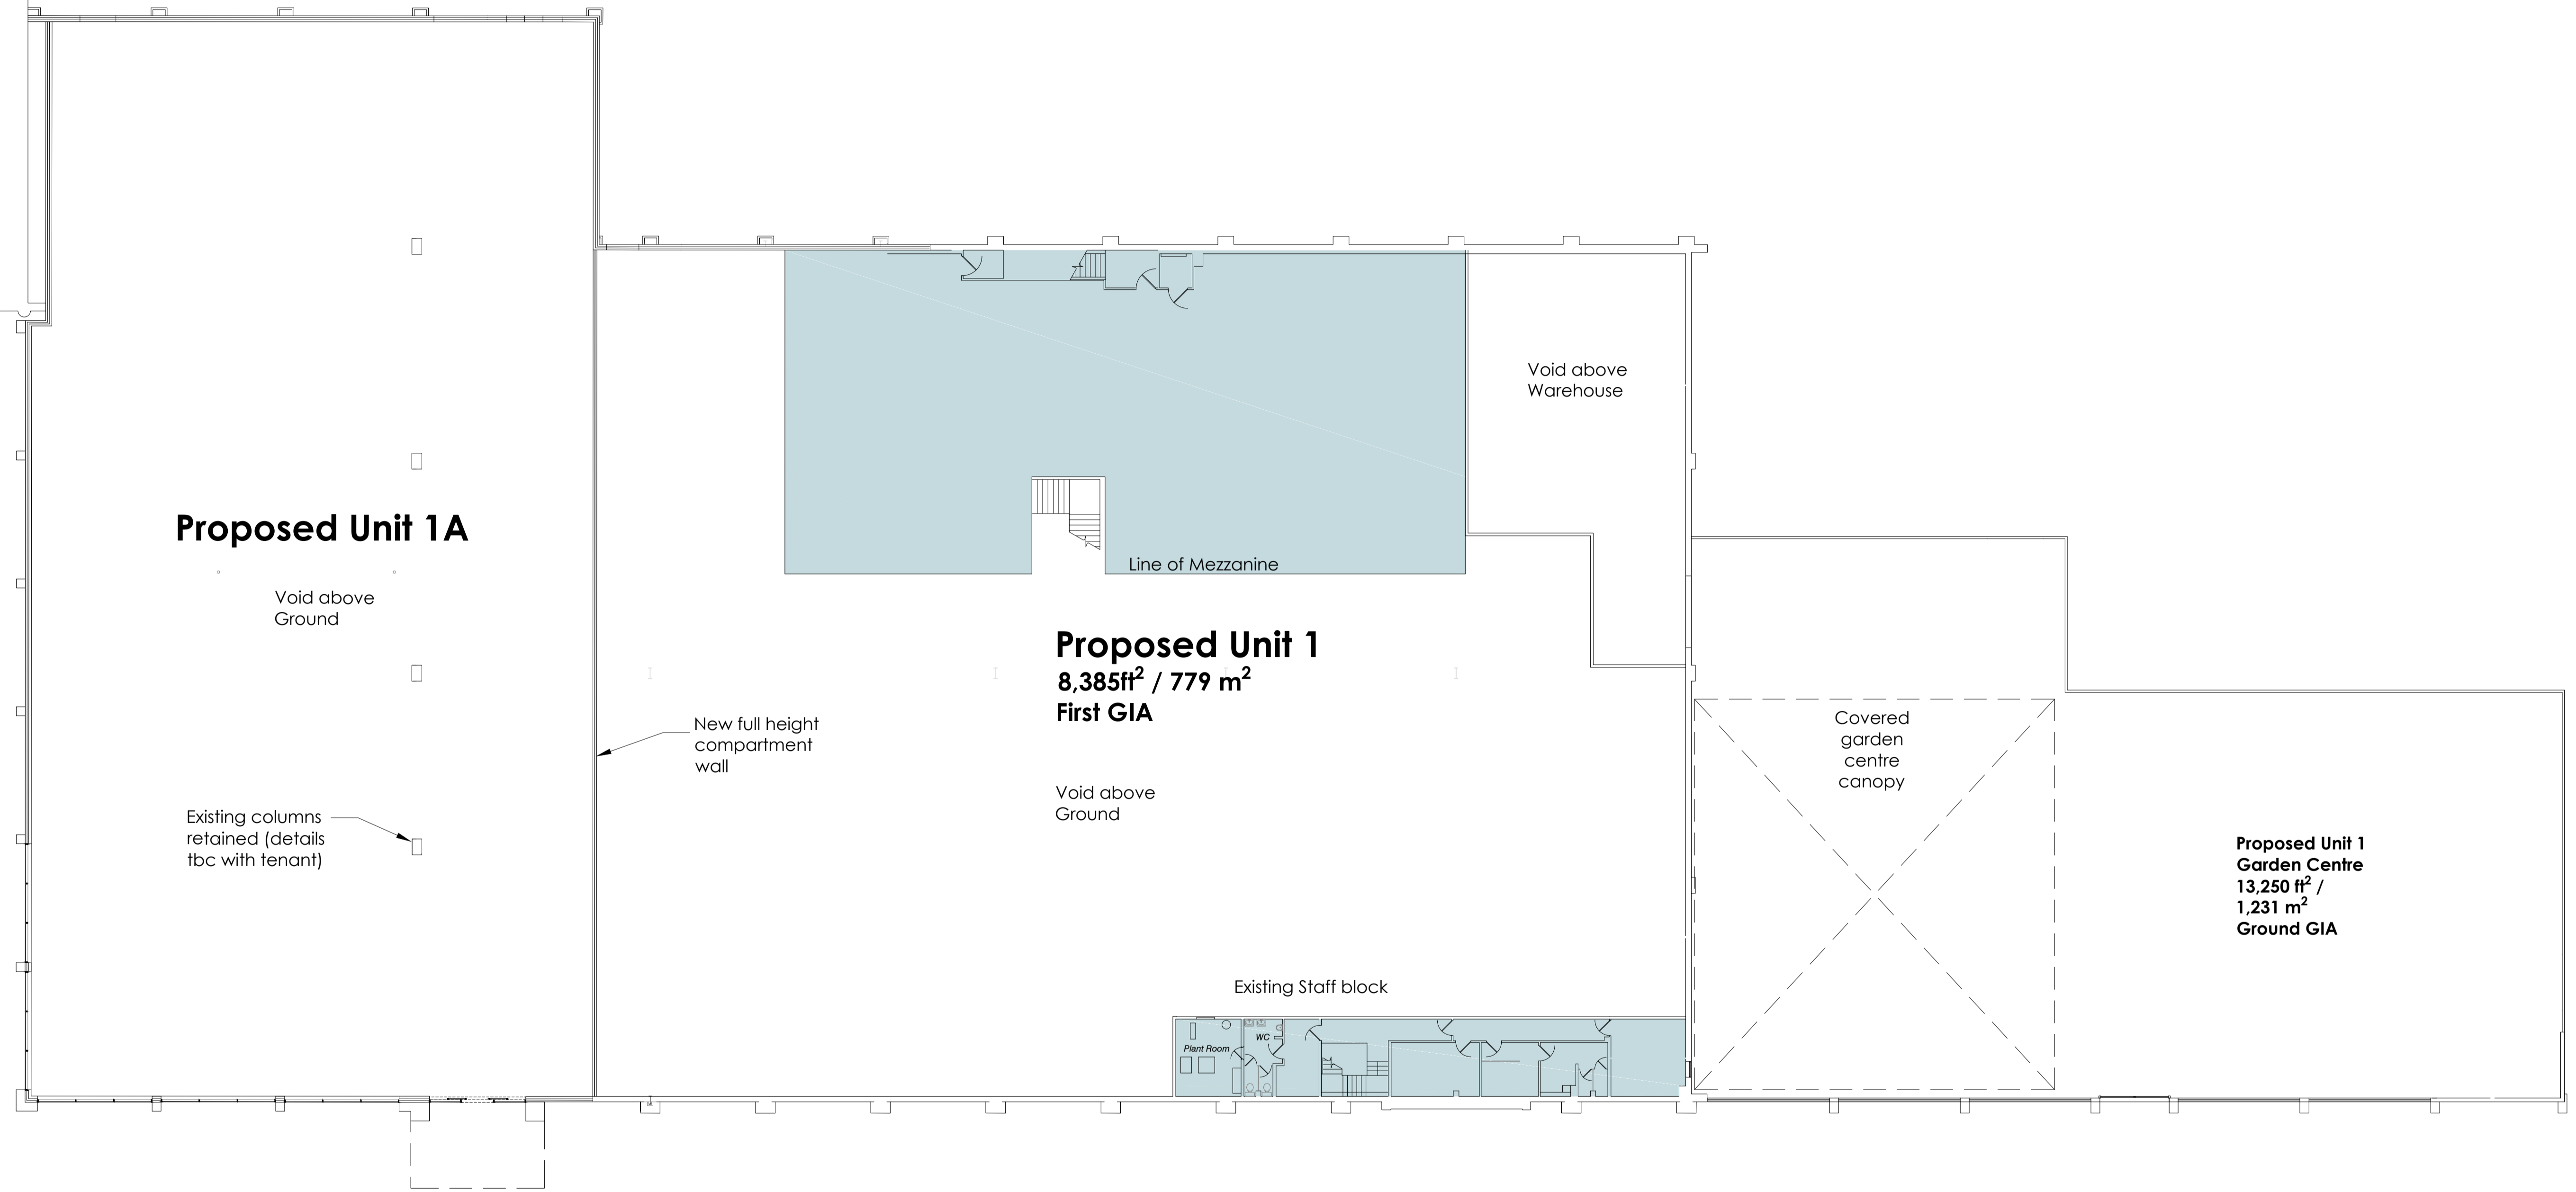 Proposed Unit 1A
Void above
Ground
Existing columns
retained (details
tbc with tenant)
New full height
compartment
wall
Line of Mezzanine
Proposed Unit 1
8,385ft² / 779 m²
First GIA
Void above
Ground
Void above
Warehouse
Existing Staff block
Plant Room
WC
Covered
garden
centre
canopy
Proposed Unit 1
Garden Centre
13,250 ft² /
1,231 m²
Ground GIA